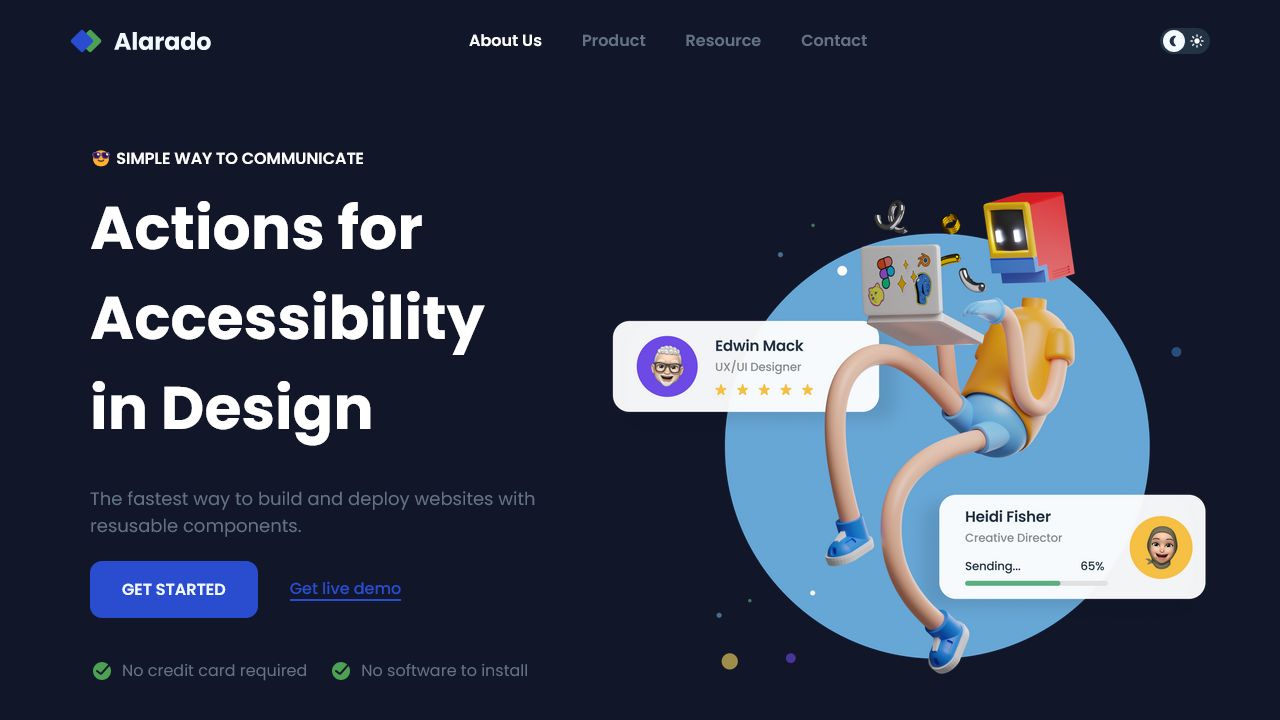 Alarado
About Us
Product
Resource
Contact
SIMPLE WAY TO COMMUNICATE
Actions for
Accessibility
in Design
The fastest way to build and deploy websites with
resusable components.
GET STARTED
Get live demo
No credit card required
No software to install
Edwin Mack
UX/UI Designer
Heidi Fisher
Creative Director
Sending... 65%